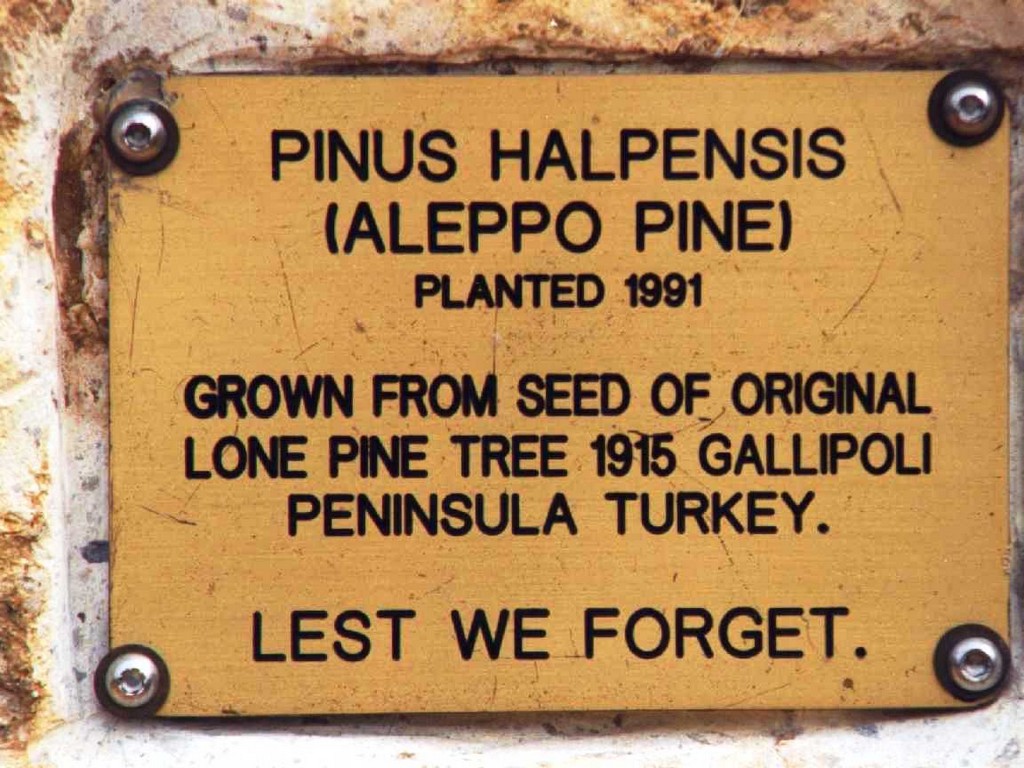 PINUS HALPENSIS
(ALEPPO PINE)
PLANTED 1991
GROWN FROM SEED OF ORIGINAL
LONE PINE TREE 1915 GALLIPOLI
PENINSULA TURKEY.
LEST WE FORGET.